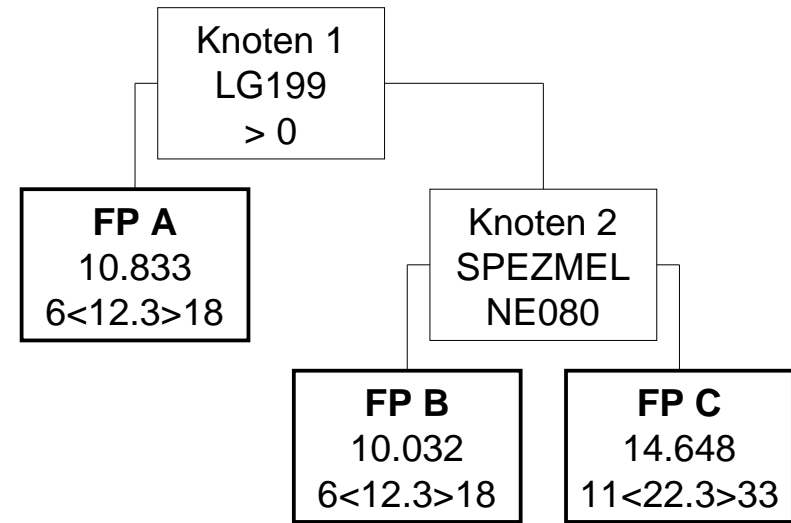 Knoten 1
LG199
> 0
FP A
10.833
6<12.3>18
Knoten 2
SPEZMEL
NE080
FP B
10.032
6<12.3>18
FP C
14.648
11<22.3>33